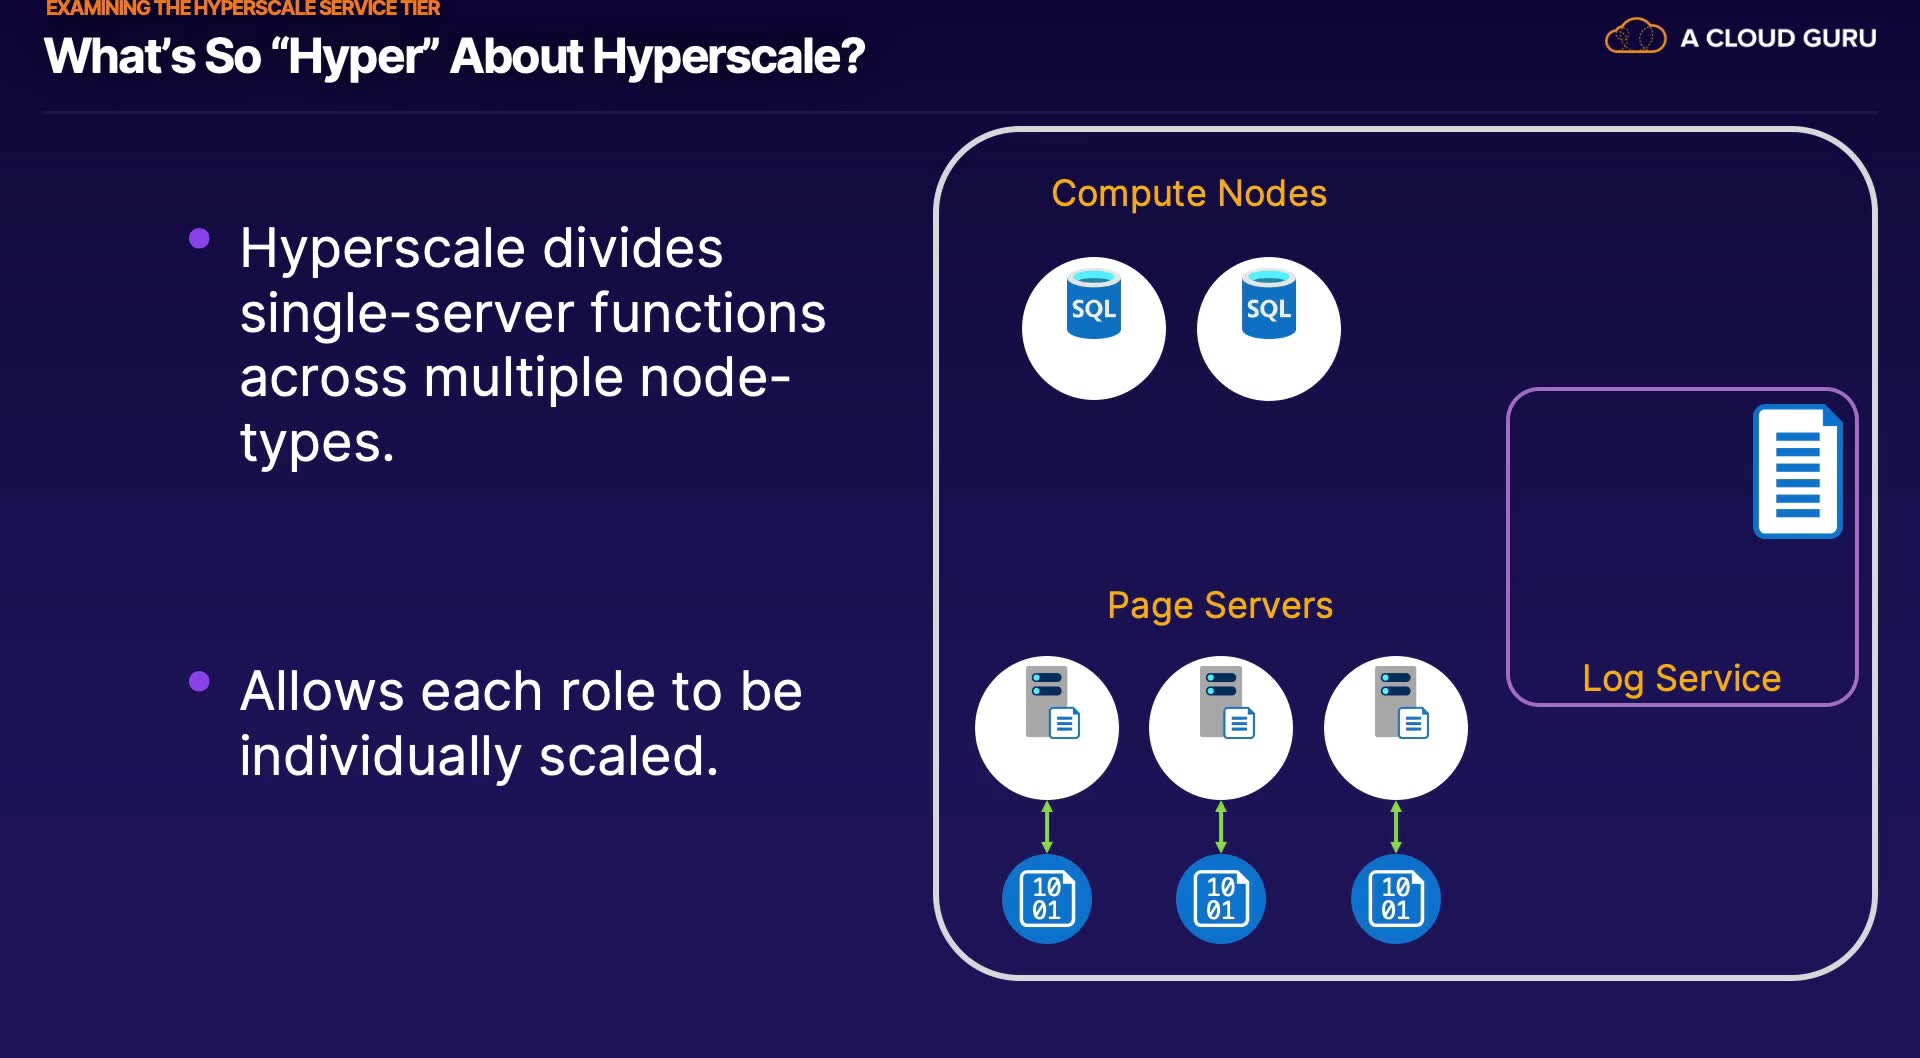 EXAMINING THE HYPERSCALE SERVICE TIER
What's So “Hyper” About Hyperscale?
A CLOUD GURU
Hyperscale divides
single-server functions
across multiple node-
types.
Allows each role to be
individually scaled.
Compute Nodes
SQL SQL
Page Servers
Log Service
10 10 10
01 01 01